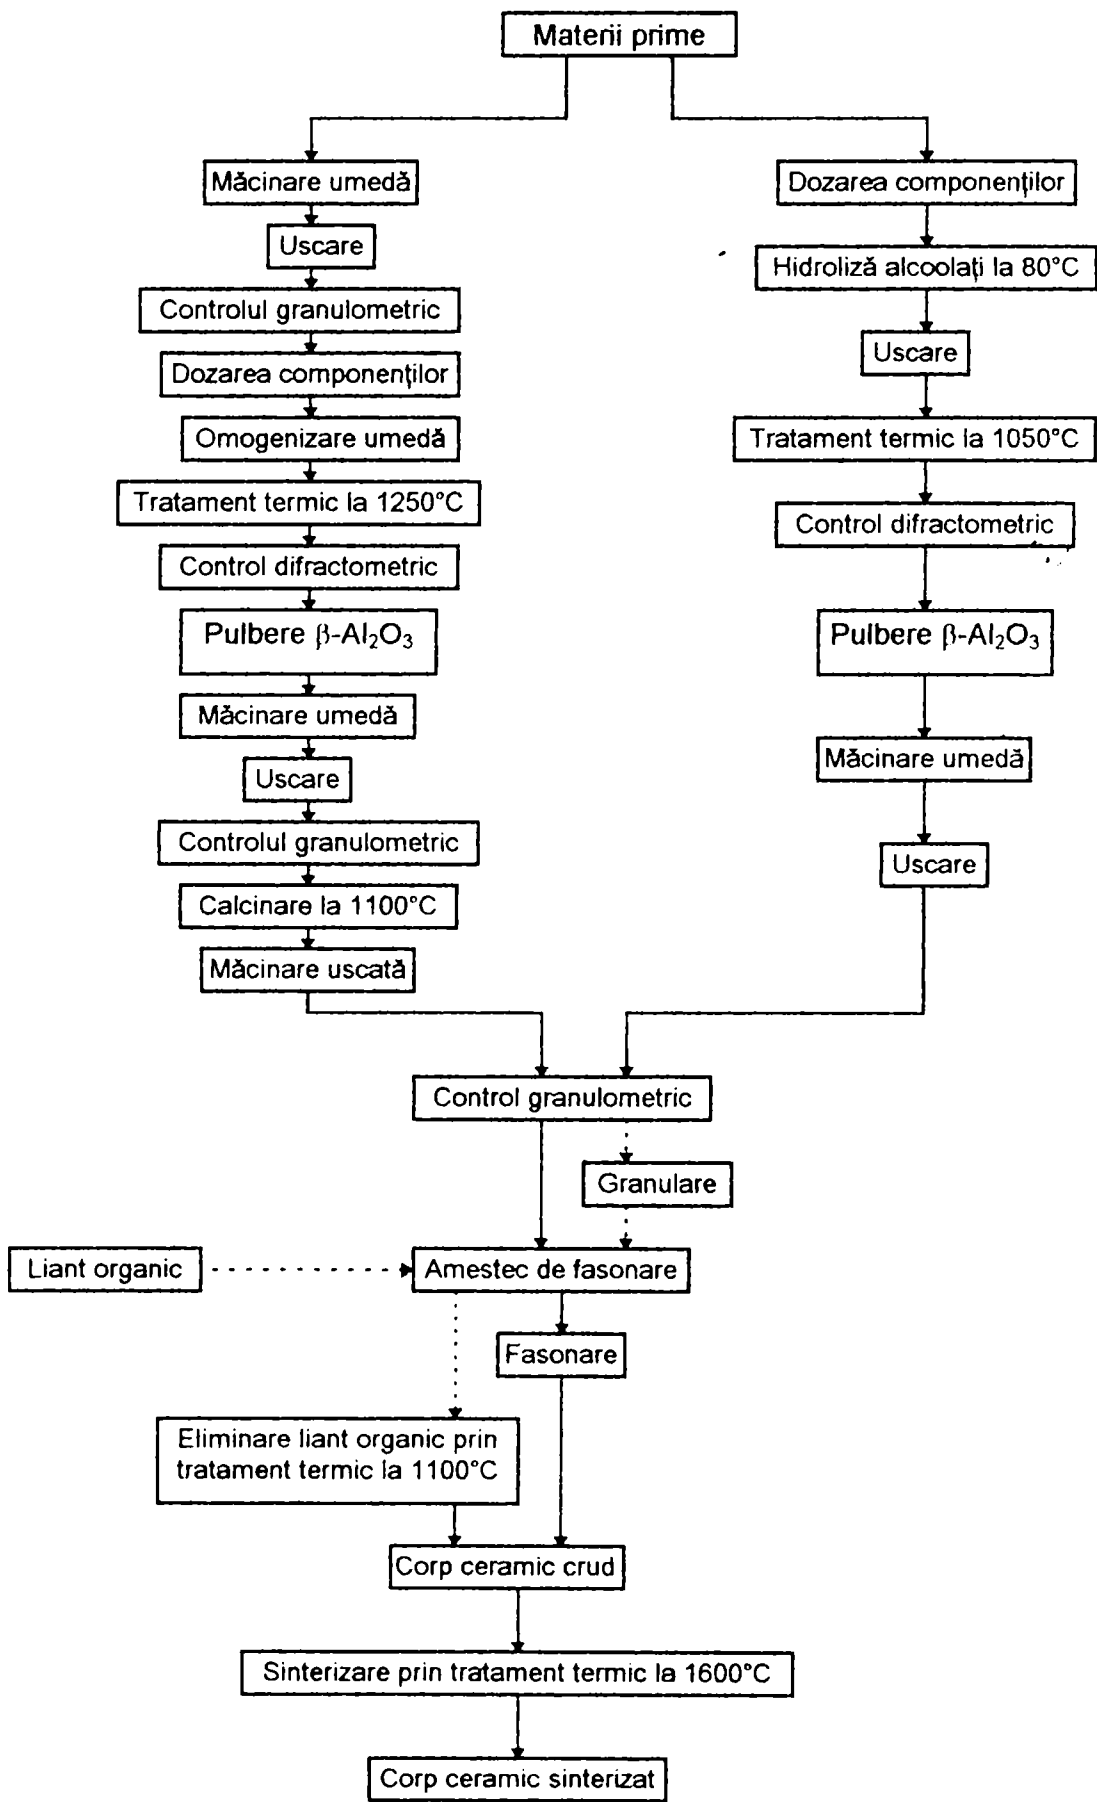 Materii prime
Măcinare umedă
Uscare
Controlul granulometric
Dozarea componenților
Omogenizare umedă
Tratament termic la 1250°C
Control difractometric
Pulbere β-Al₂O₃
Măcinare umedă
Uscare
Controlul granulometric
Calcinare la 1100°C
Măcinare uscată
Dozarea componenților
Hidroliză alcoolați la 80°C
Uscare
Tratament termic la 1050°C
Control difractometric
Pulbere β-Al₂O₃
Măcinare umedă
Uscare
Control granulometric
Granulare
Liant organic
Amestec de fasonare
Fasonare
Eliminare liant organic prin
tratament termic la 1100°C
Corp ceramic crud
Sinterizare prin tratament termic la 1600°C
Corp ceramic sinterizat